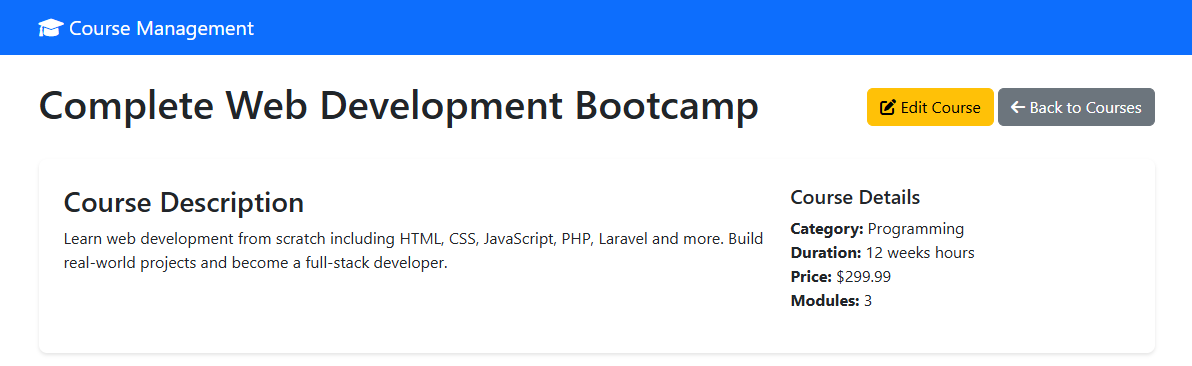 Course Management
Complete Web Development Bootcamp
Edit Course
Back to Courses
Course Description
Learn web development from scratch including HTML, CSS, JavaScript, PHP, Laravel and more. Build
real-world projects and become a full-stack developer.
Course Details
Category: Programming
Duration: 12 weeks hours
Price: $299.99
Modules: 3